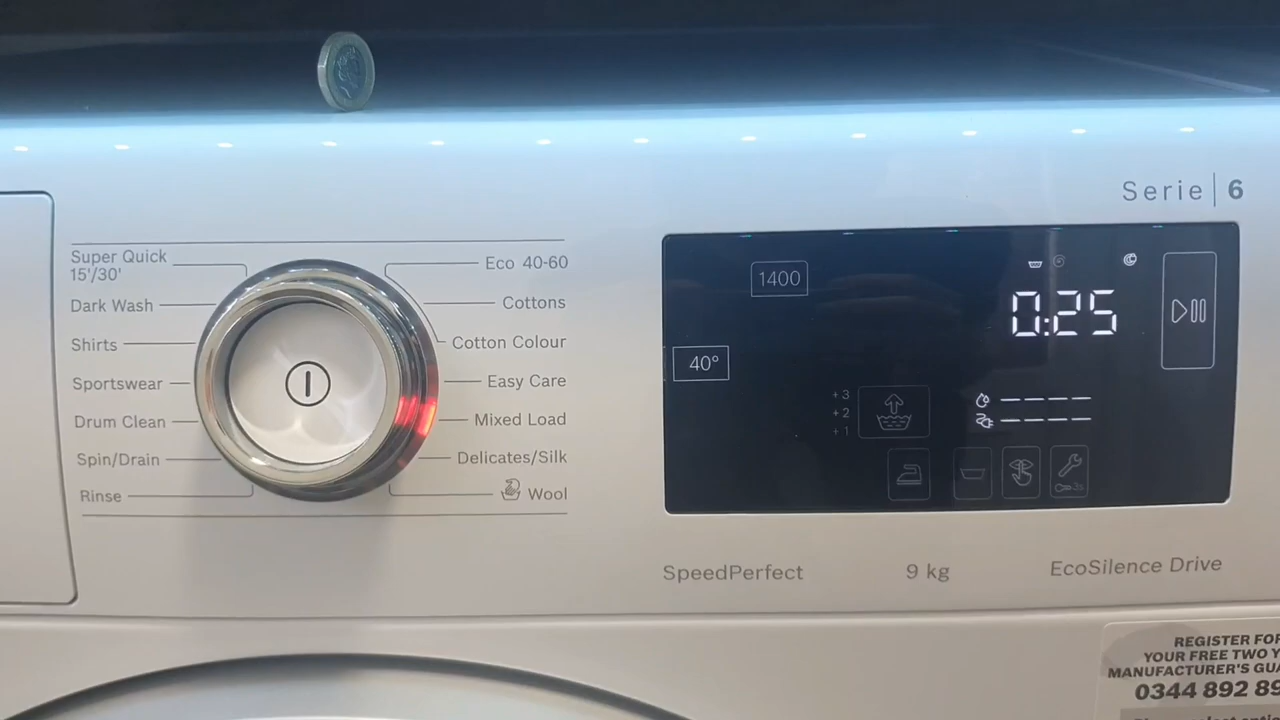 Serie | 6
Super Quick
15'/30'
Dark Wash
Shirts
Sportswear
Drum Clean
Spin/Drain
Rinse
Eco 40-60
Cottons
Cotton Colour
Easy Care
Mixed Load
Delicates/Silk
Wool
1400
0:25
40°
+ 3
+ 2
+ 1
3s
SpeedPerfect
9 kg
EcoSilence Drive
REGISTER FOR
YOUR FREE TWO Y
MANUFACTURER'S GUA
0344 892 89